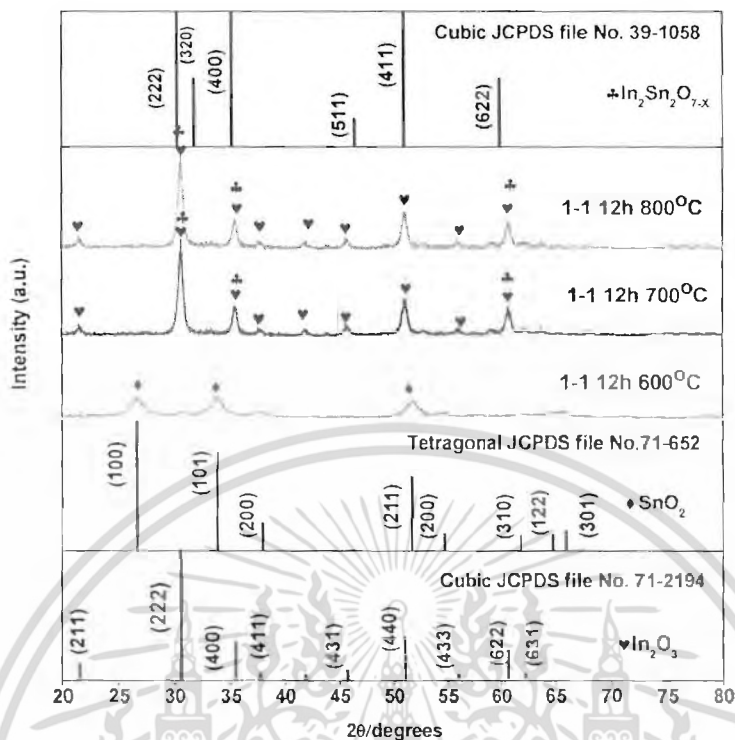 Cubic JCPDS file No. 39-1058
(222)
(320)
(400)
(511)
(411)
(622)
♣In₂Sn₂O₇₋ₓ
1-1 12h 800⁰C
1-1 12h 700⁰C
1-1 12h 600⁰C
Intensity (a.u.)
Tetragonal JCPDS file No.71-652
(100)
(101)
(200)
(211)
(200)
(310)
(122)
(301)
♦SnO₂
Cubic JCPDS file No. 71-2194
(211)
(222)
(400)
(411)
(431)
(440)
(433)
(622)
(631)
♥In₂O₃
20 25 30 35 40 45 50 55 60 65 70 75 80
2θ/degrees